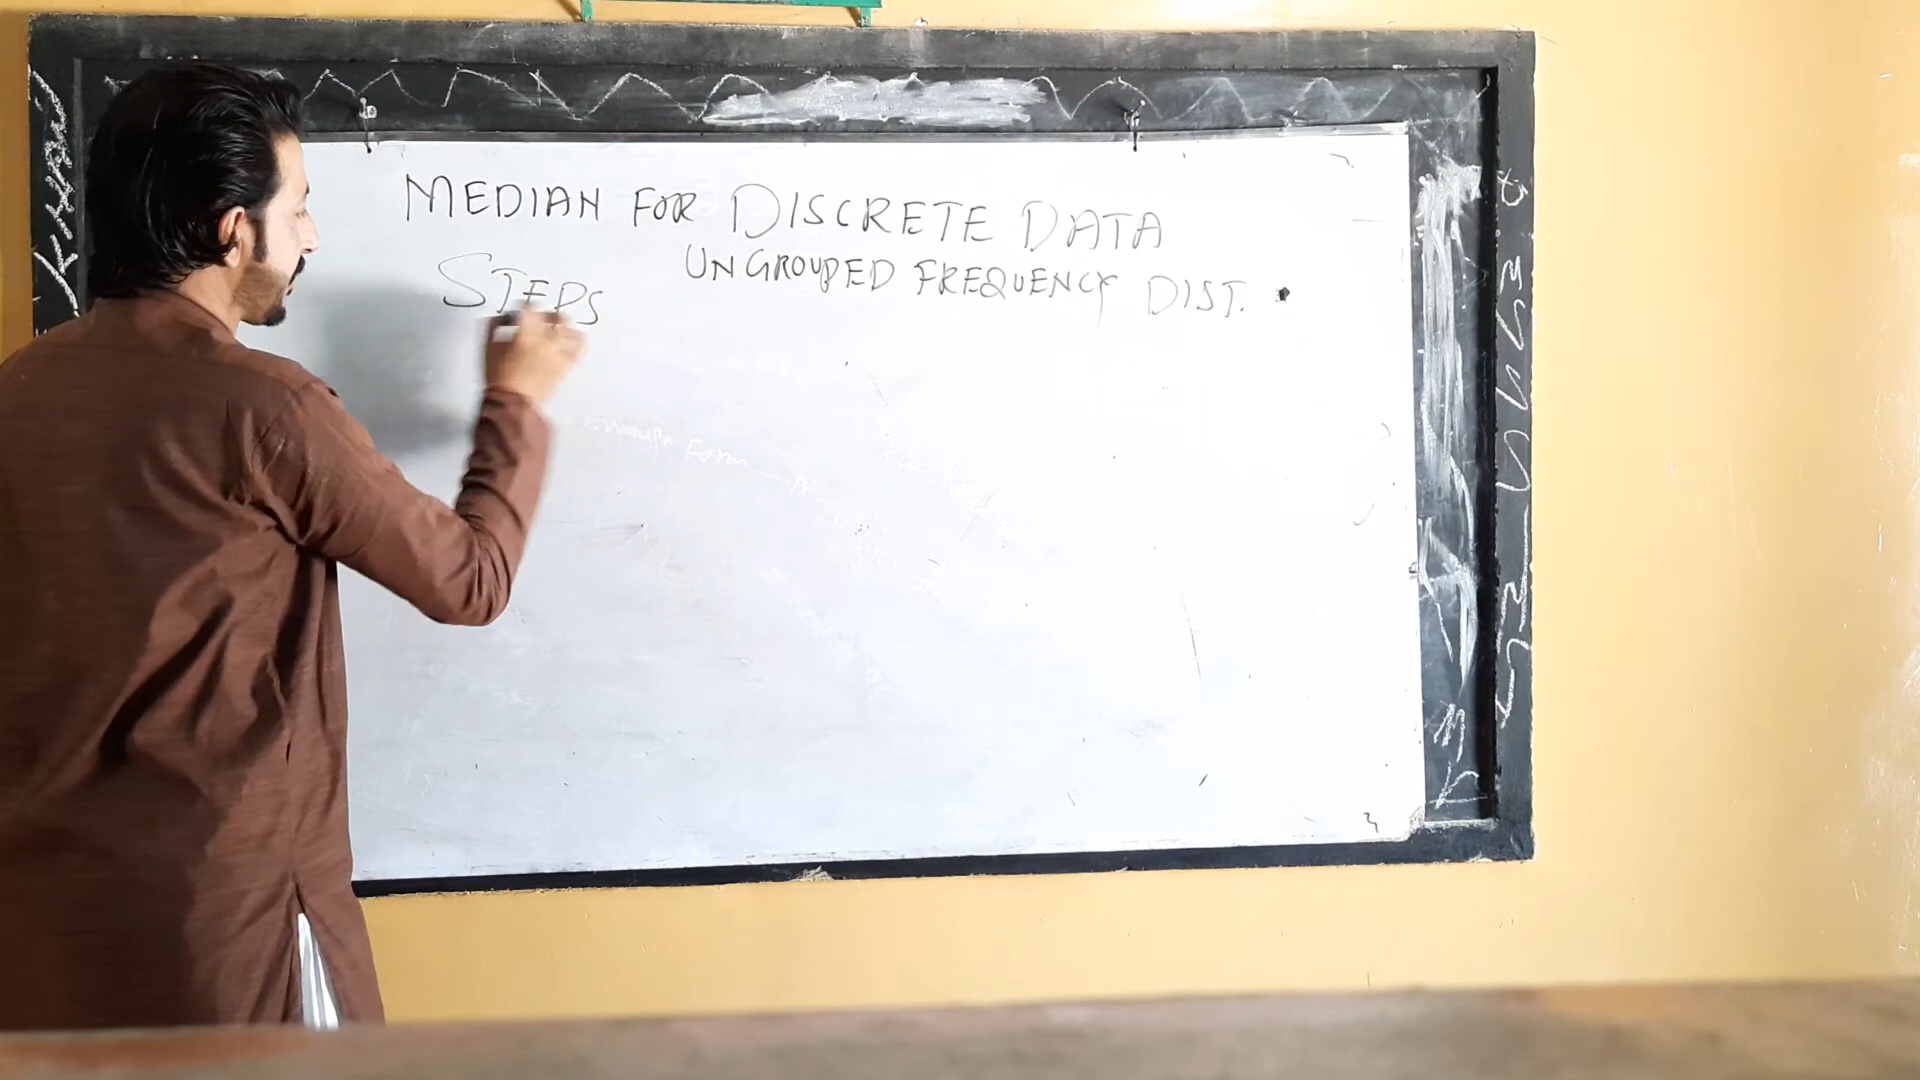 MEDIAN FOR DISCRETE DATA
UNGROUPED FREQUENCY DIST.
STEPS